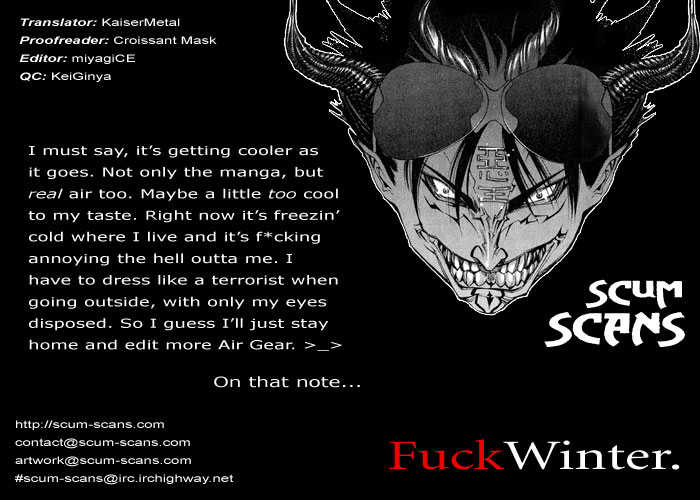 Translator: KaiserMetal
Proofreader: Croissant Mask
Editor: miyagiCE
QC: KeiGinya
I must say, it's getting cooler as
it goes. Not only the manga, but
real air too. Maybe a little too cool
to my taste. Right now it's freezin'
cold where I live and it's f*cking
annoying the hell outta me. I
have to dress like a terrorist when
going outside, with only my eyes
disposed. So I guess I'll just stay
home and edit more Air Gear. >_>
On that note...
SCUM
SCANS
http://scum-scans.com
contact@scum-scans.com
artwork@scum-scans.com
#scum-scans@irc.irchighway.net
FuckWinter.